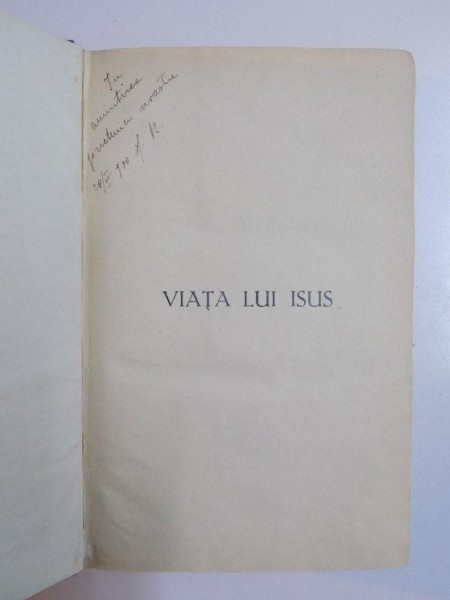 In
amintirea
prieteniei noastre
VIAȚA LUI ISUS